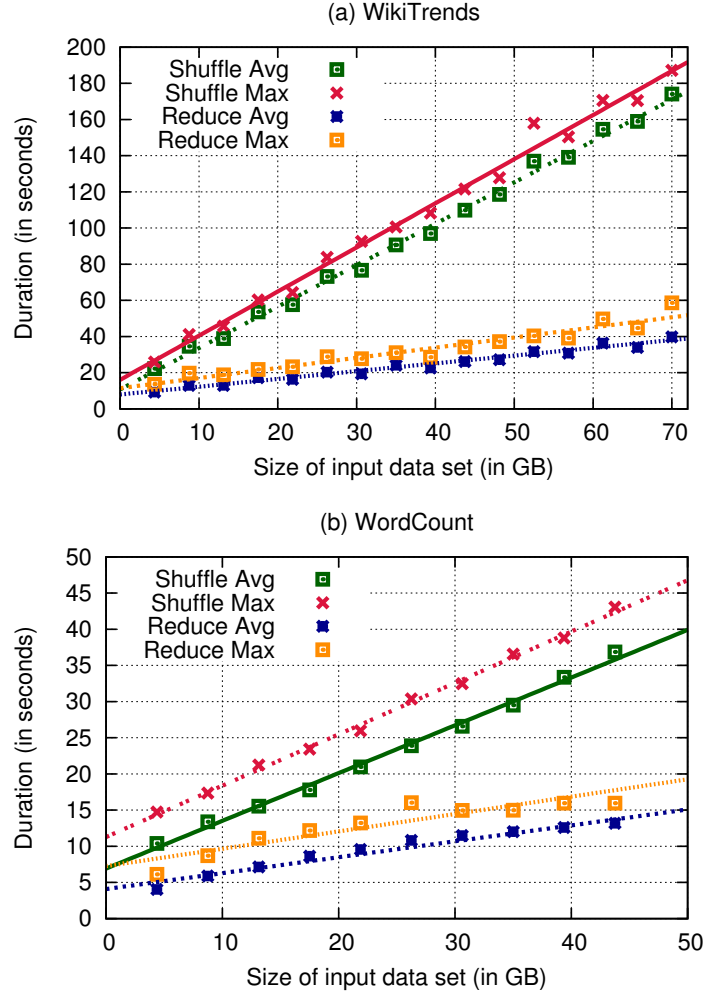 (a) WikiTrends
200
180
160
140
120
100
80
60
40
20
0
Duration (in seconds)
Shuffle Avg
Shuffle Max
Reduce Avg
Reduce Max
0 10 20 30 40 50 60 70
Size of input data set (in GB)
(b) WordCount
50
45
40
35
30
25
20
15
10
5
0
Duration (in seconds)
Shuffle Avg
Shuffle Max
Reduce Avg
Reduce Max
0 10 20 30 40 50
Size of input data set (in GB)